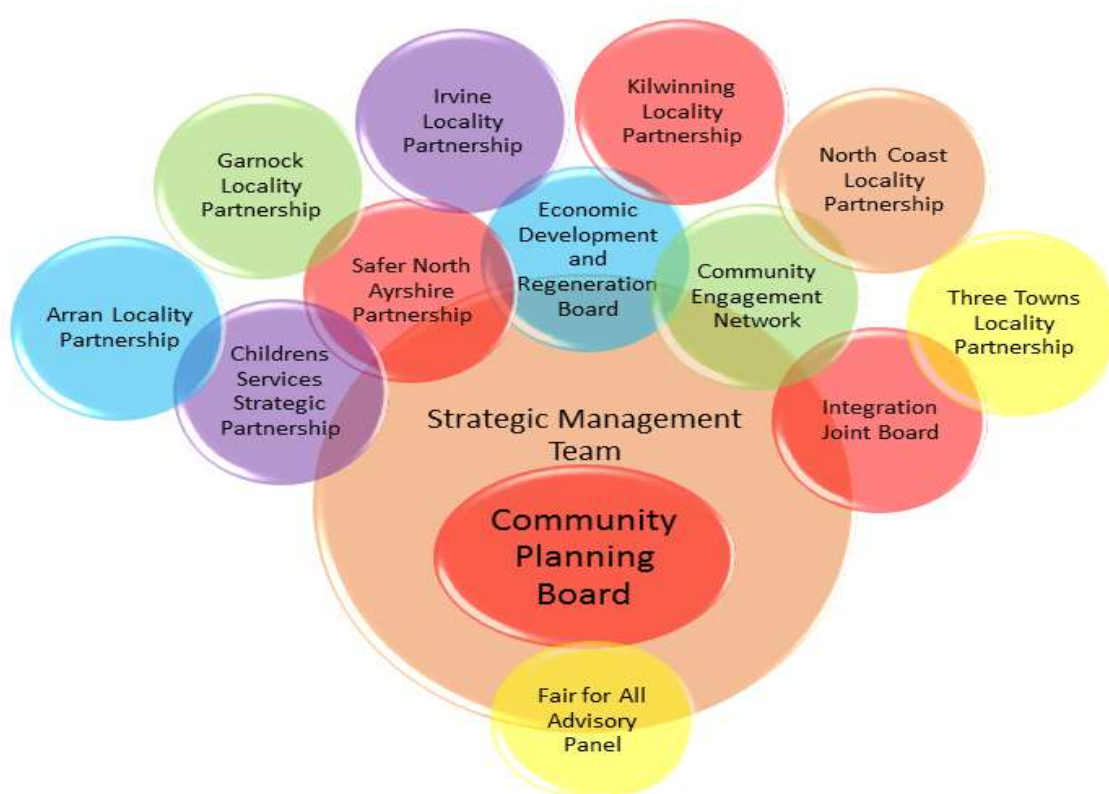 Irvine
Locality
Partnership
Kilwinning
Locality
Partnership
Garnock
Locality
Partnership
North Coast
Locality
Partnership
Economic
Development
and
Regeneration
Board
Safer North
Ayrshire
Partnership
Community
Engagement
Network
Arran Locality
Partnership
Three Towns
Locality
Partnership
Childrens
Services
Strategic
Partnership
Integration
Joint Board
Strategic Management
Team
Community
Planning
Board
Fair for All
Advisory
Panel